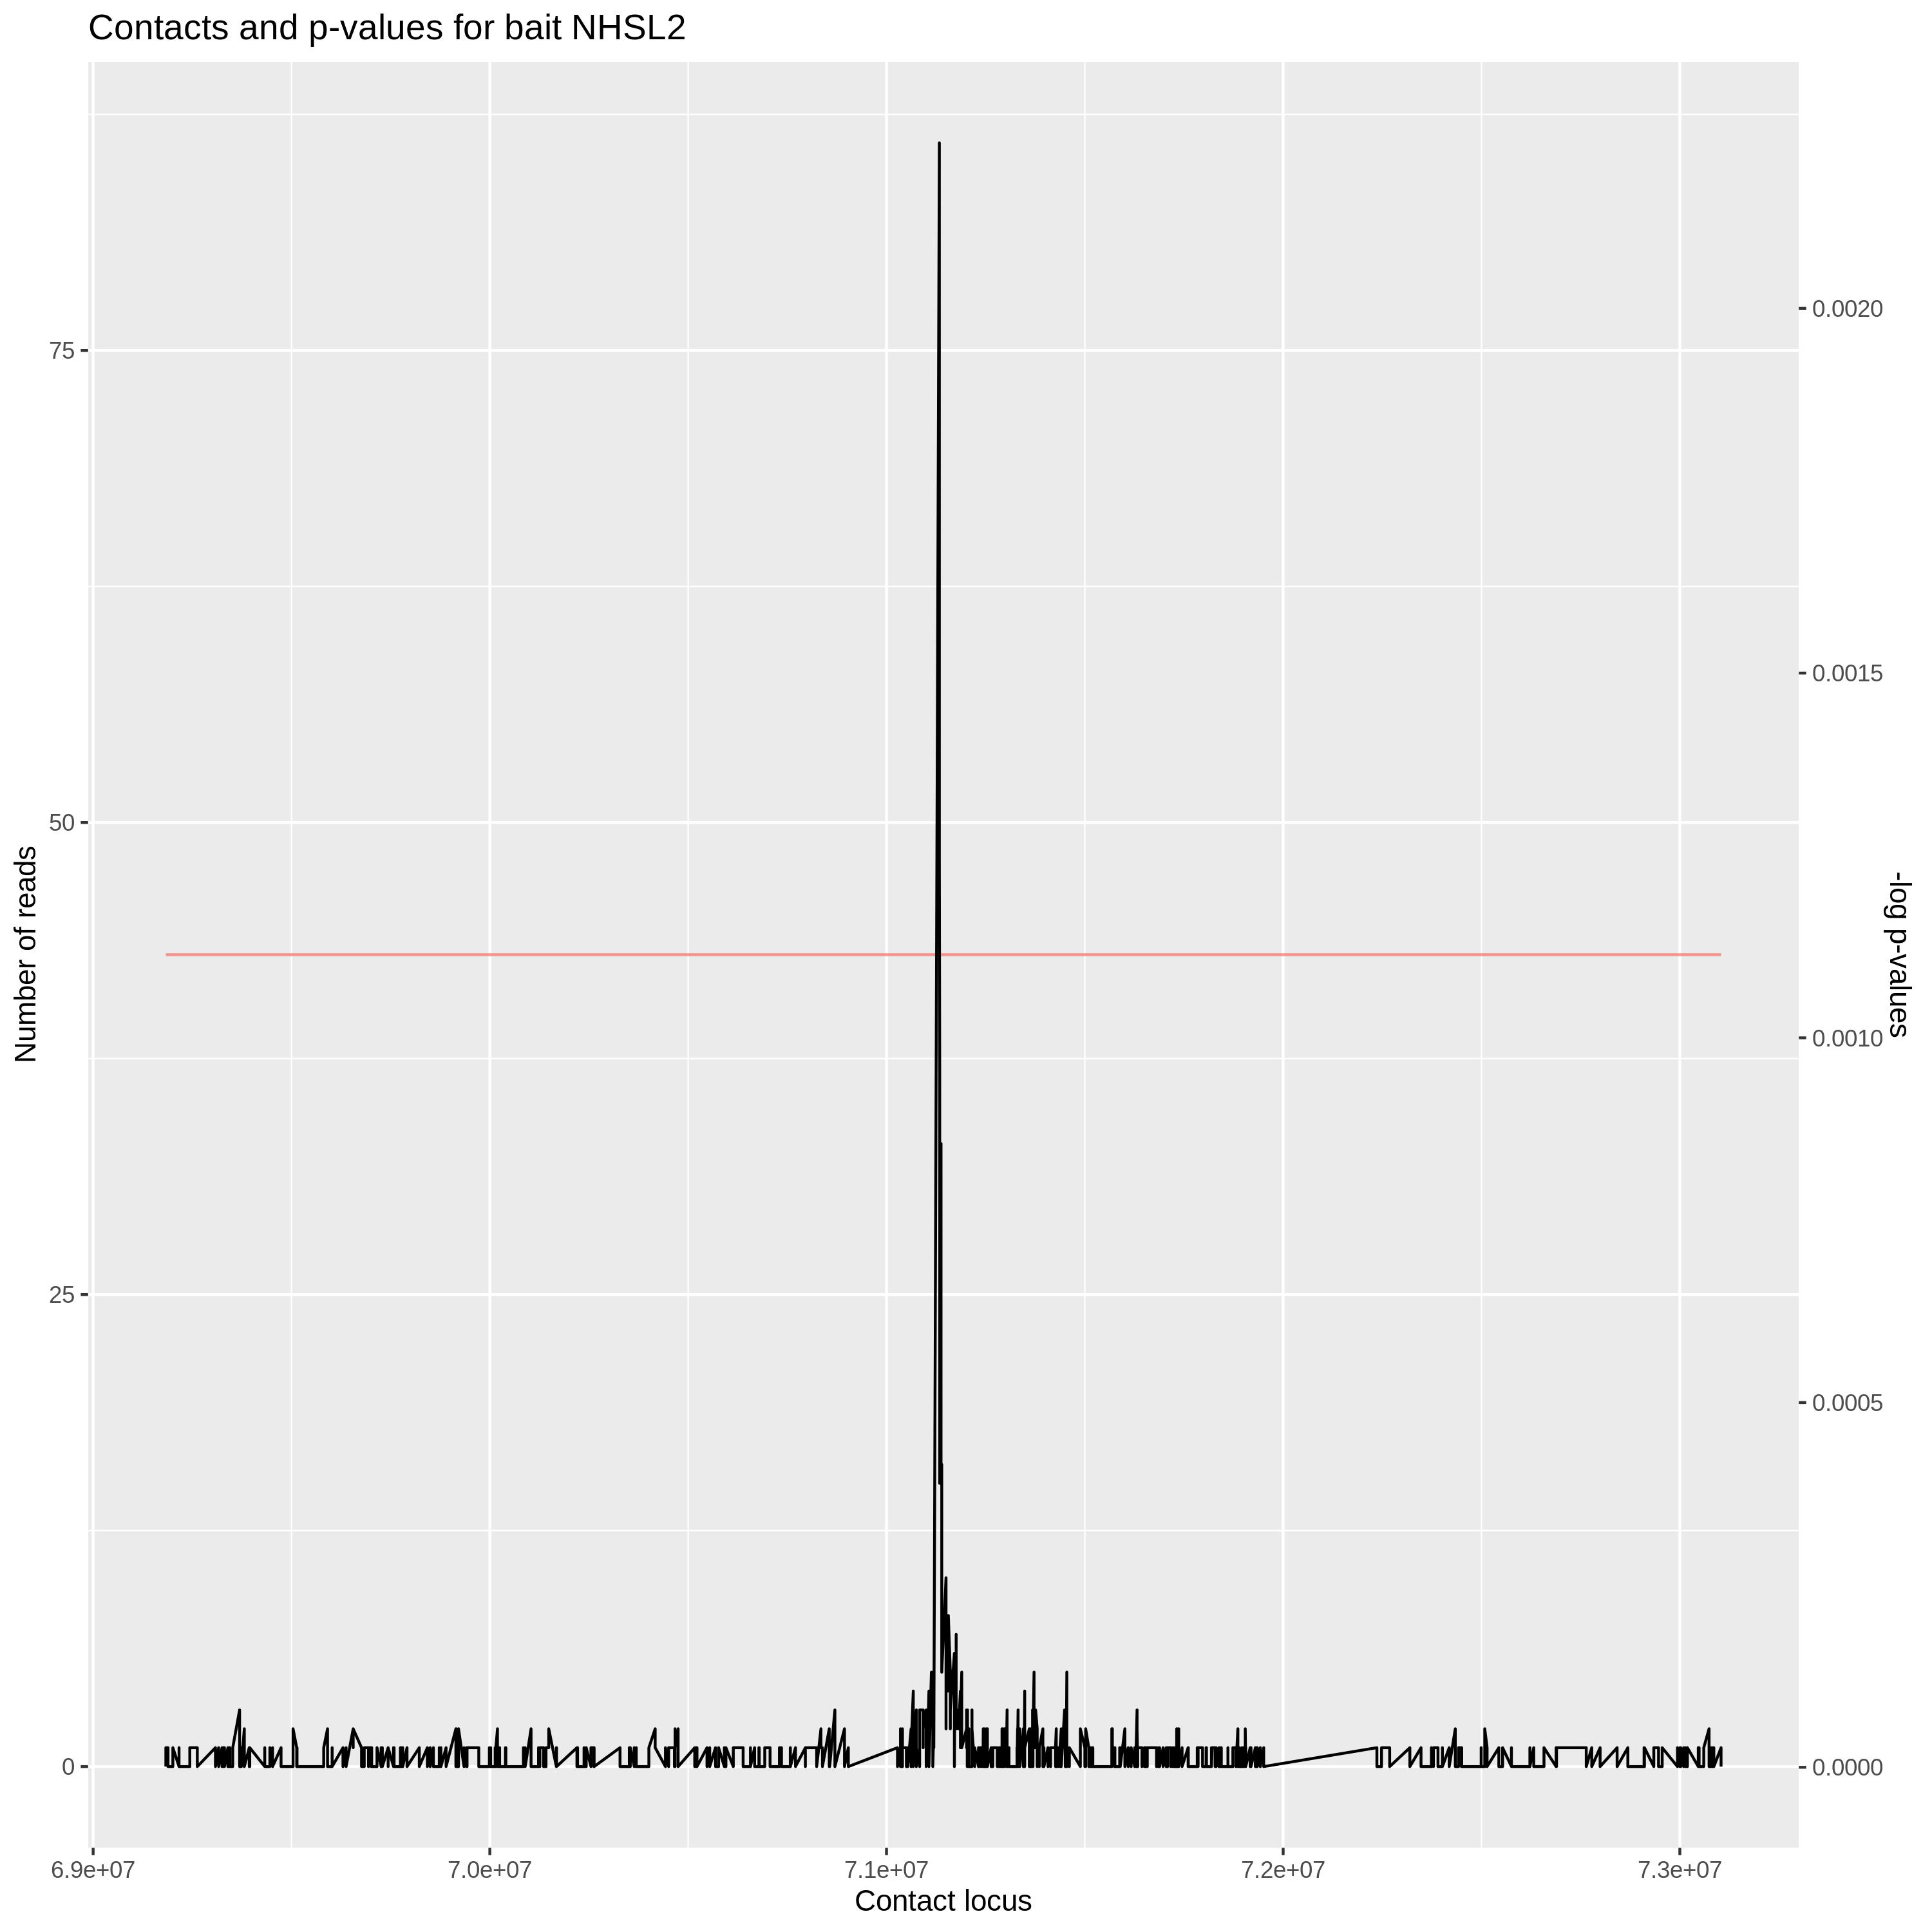 Contacts and p-values for bait NHSL2
Number of reads
75
50
25
0
0.0020
0.0015
0.0010
0.0005
0.0000
-log p-values
6.9e+07 7.0e+07 7.1e+07 7.2e+07 7.3e+07
Contact locus